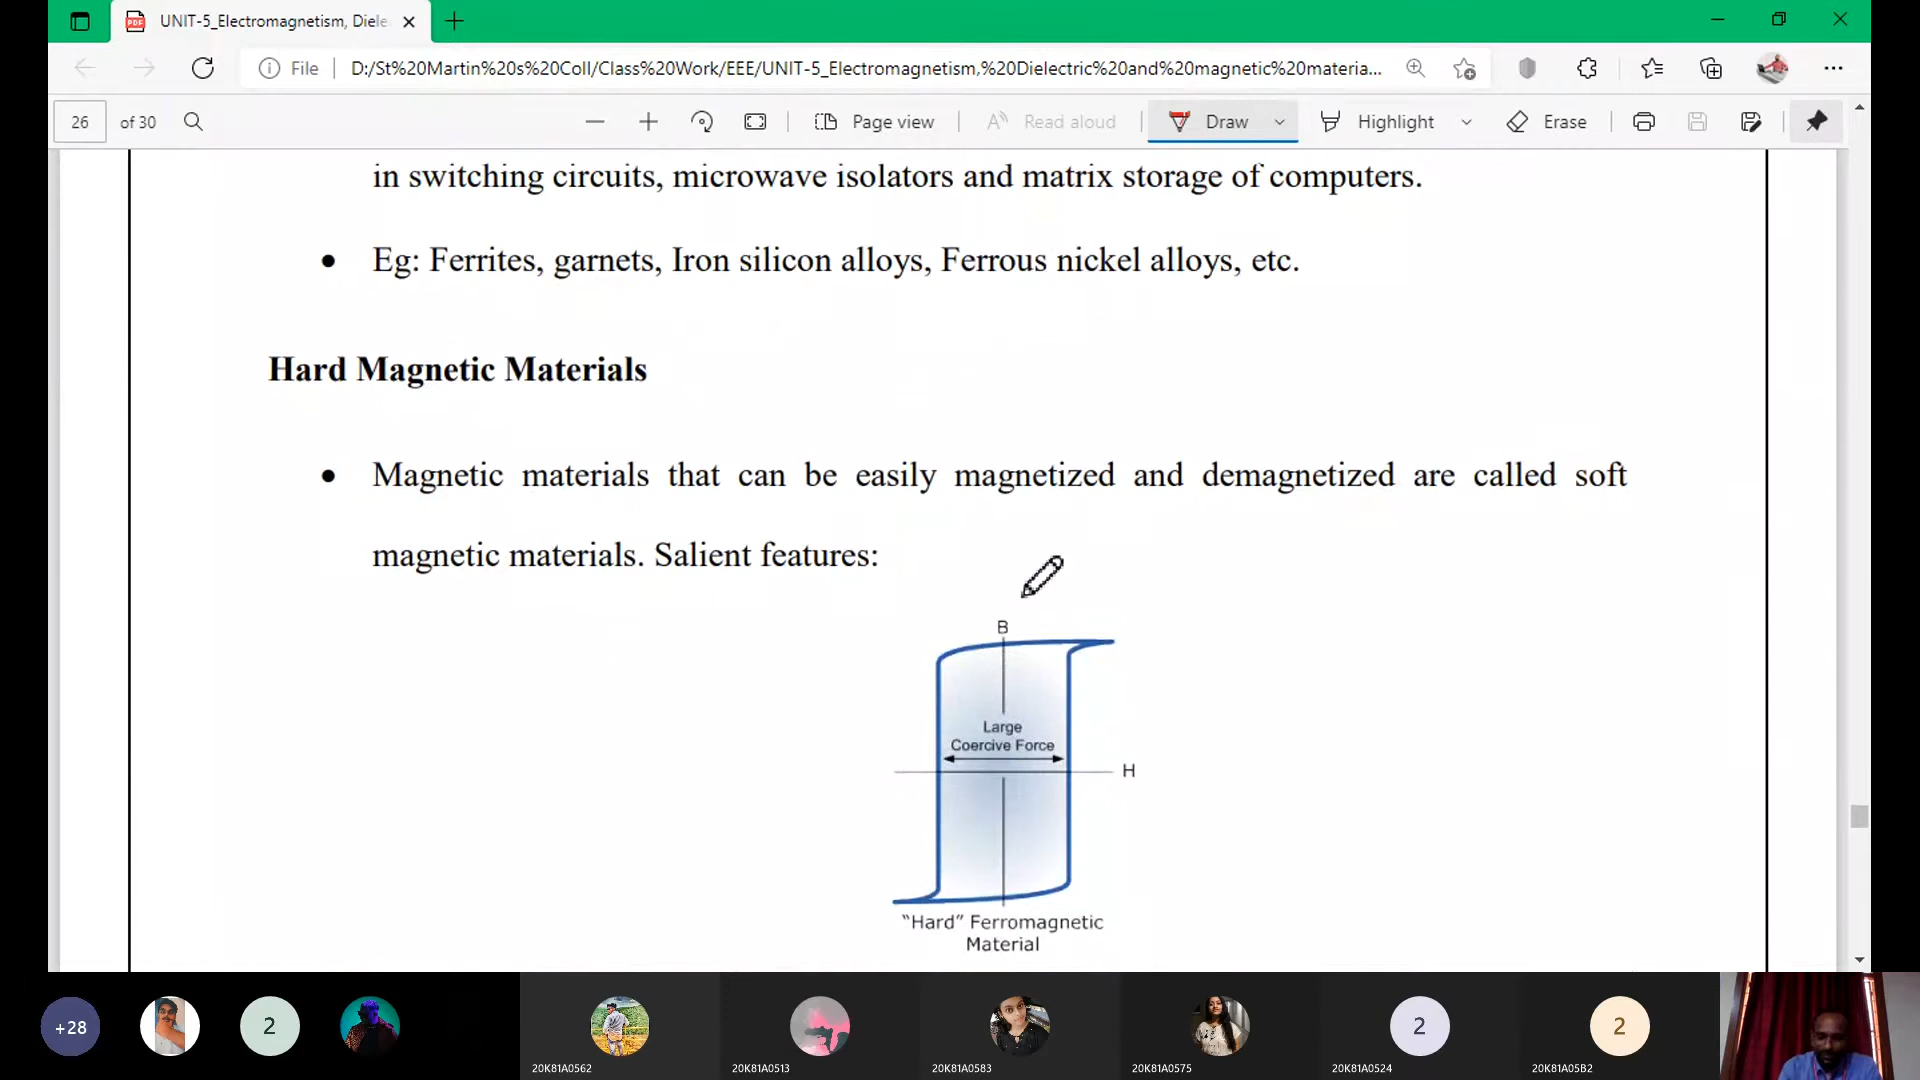 UNIT-5_Electromagnetism, Diele
File
D:/St%20Martin%20s%20Coll/Class%20Work/EEE/UNIT-5_Electromagnetism,%20Dielectric%20and%20magnetic%20materia...
26 of 30
Page view
Read aloud
Draw
Highlight
Erase
in switching circuits, microwave isolators and matrix storage of computers.
• Eg: Ferrites, garnets, Iron silicon alloys, Ferrous nickel alloys, etc.
Hard Magnetic Materials
• Magnetic materials that can be easily magnetized and demagnetized are called soft
magnetic materials. Salient features:
B
Large
Coercive Force
H
"Hard" Ferromagnetic
Material
+28
2
2
2
20K81A0562
20K81A0513
20K81A0583
20K81A0575
20K81A0524
20K81A05B2